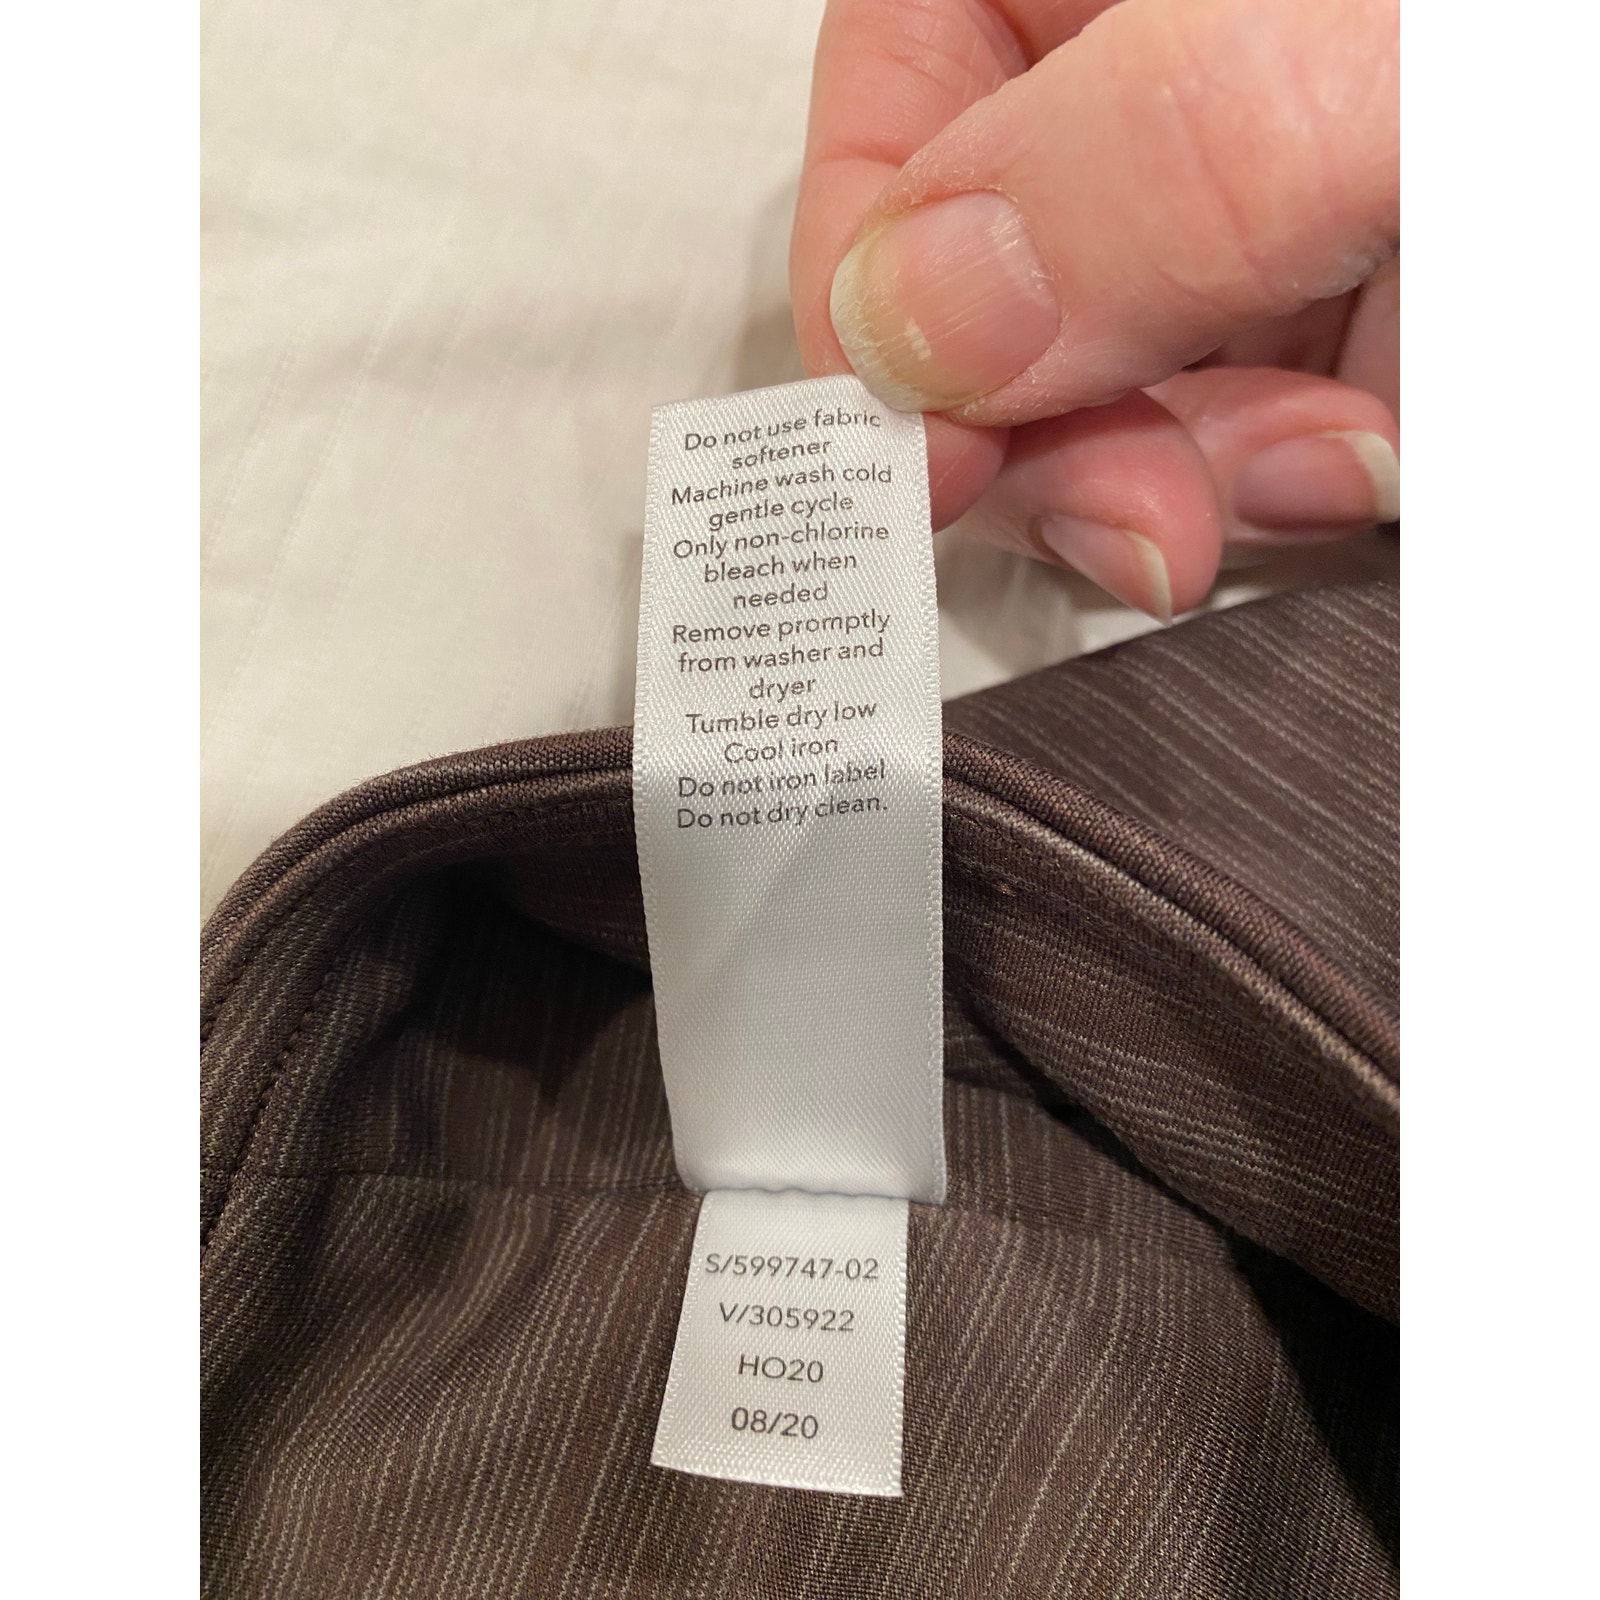 Do not use fabric
softener
Machine wash cold
gentle cycle
Only non-chlorine
bleach when
needed
Remove promptly
from washer and
dryer
Tumble dry low
Cool iron
Do not iron label
Do not dry clean.
S/599747-02
V/305922
HO20
08/20